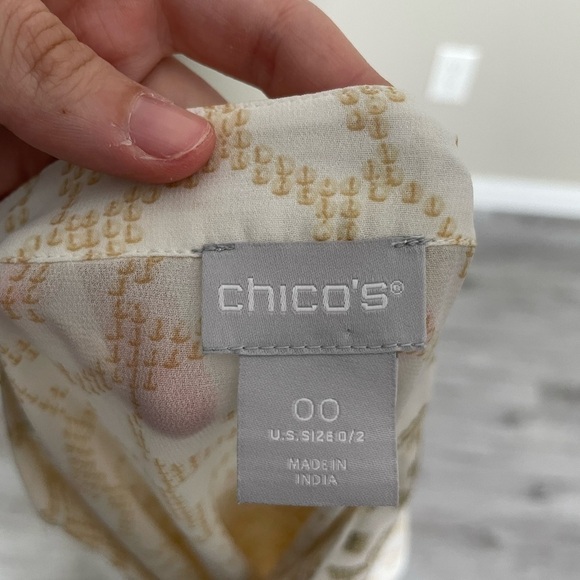 chico's®
00
U.S. SIZE 0/2
MADE IN
INDIA